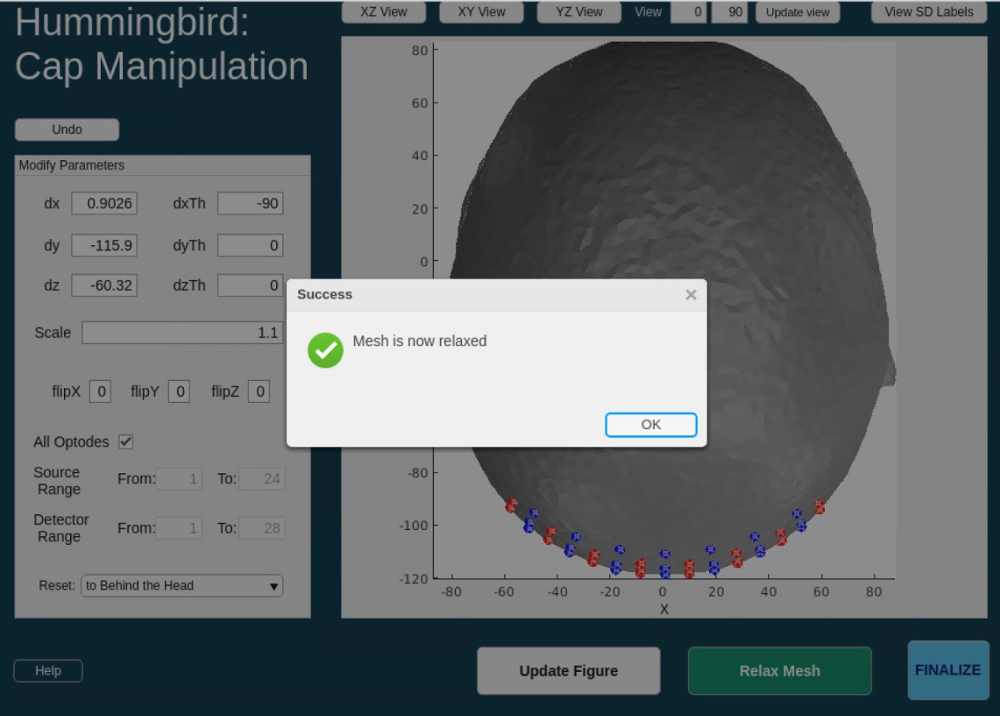 Hummingbird:
Cap Manipulation
XZ View XY View YZ View View 0 90 Update view View SD Labels
Undo
Modify Parameters
dx 0.9026 dxTh -90
dy -115.9 dyTh 0
dz -60.32 dzTh 0
Scale 1.1
flipX 0 flipY 0 flipZ 0
All Optodes
Source Range From: 1 To: 24
Detector Range From: 1 To: 28
Reset: to Behind the Head
80
60
40
20
0
-80
-100
-120
-80 -60 -40 -20 0 20 40 60 80
X
Success
Mesh is now relaxed
OK
Help
Update Figure
Relax Mesh
FINALIZE